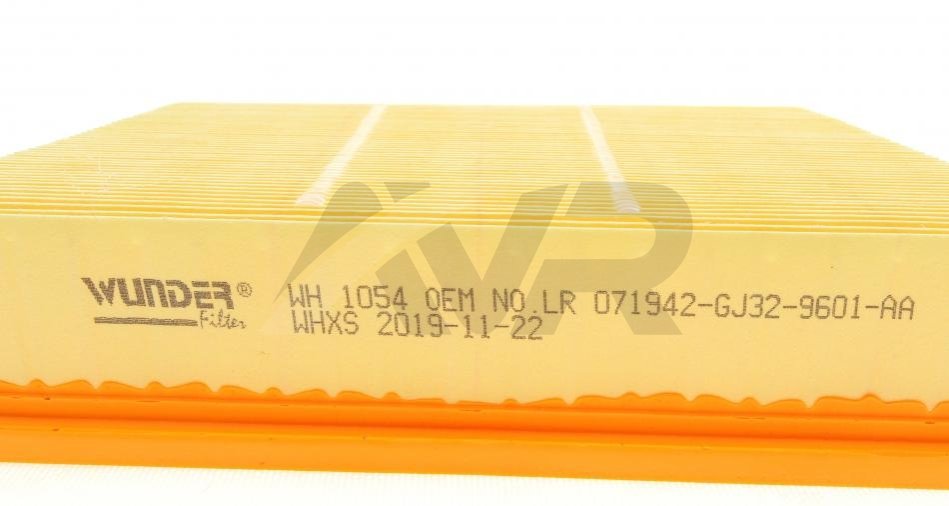 WUNDER® Filter
WH 1054 OEM NO.LR 071942-GJ32-9601-AA
WHXS 2019-11-22